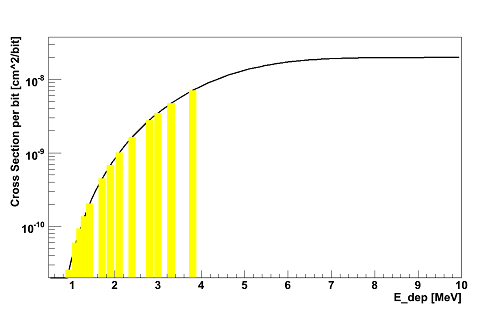 Cross Section per bit [cm^2/bit]
10-8
10-9
10-10
1 2 3 4 5 6 7 8 9 10
E_dep [MeV]